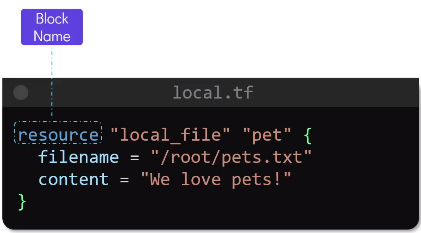 Block
Name
local.tf
resource "local_file" "pet" {
  filename = "/root/pets.txt"
  content = "We love pets!"
}